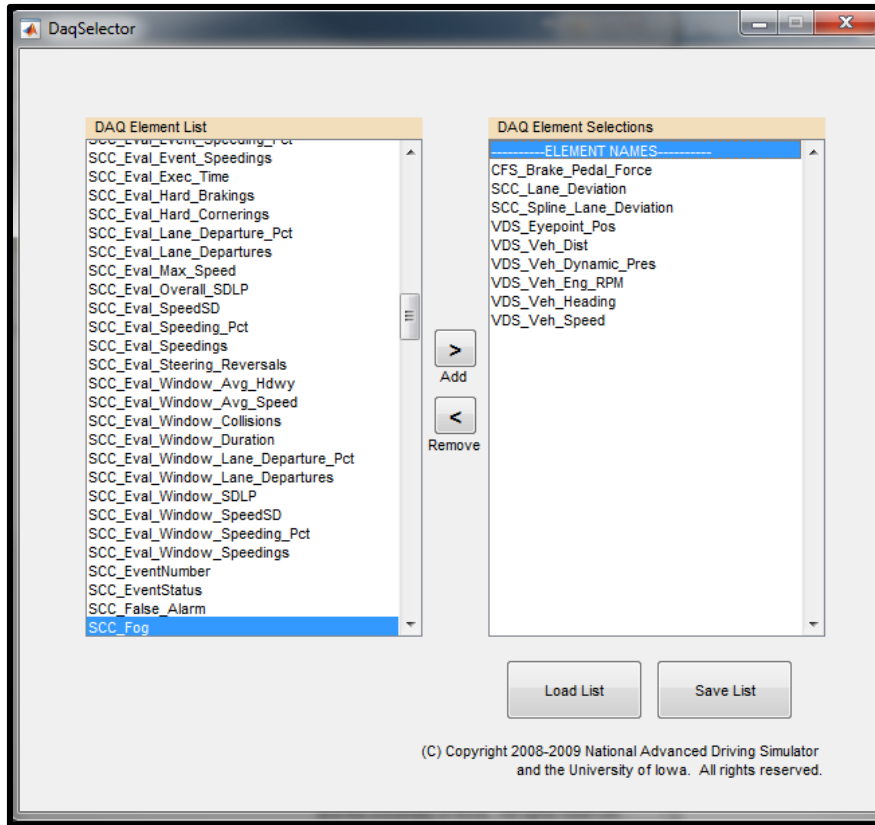 DaqSelector
DAQ Element List
SCC_Eval_Event_Speeding_Pct
SCC_Eval_Event_Speedings
SCC_Eval_Exec_Time
SCC_Eval_Hard_Brakings
SCC_Eval_Hard_Cornerings
SCC_Eval_Lane_Departure_Pct
SCC_Eval_Lane_Departures
SCC_Eval_Max_Speed
SCC_Eval_Overall_SDLP
SCC_Eval_SpeedSD
SCC_Eval_Speeding_Pct
SCC_Eval_Speedings
SCC_Eval_Steering_Reversals
SCC_Eval_Window_Avg_Hdwy
SCC_Eval_Window_Avg_Speed
SCC_Eval_Window_Collisions
SCC_Eval_Window_Duration
SCC_Eval_Window_Lane_Departure_Pct
SCC_Eval_Window_Lane_Departures
SCC_Eval_Window_SDLP
SCC_Eval_Window_SpeedSD
SCC_Eval_Window_Speeding_Pct
SCC_Eval_Window_Speedings
SCC_EventNumber
SCC_EventStatus
SCC_False_Alarm
SCC_Fog
>
Add
<
Remove
DAQ Element Selections
----------ELEMENT NAMES----------
CFS_Brake_Pedal_Force
SCC_Lane_Deviation
SCC_Spline_Lane_Deviation
VDS_Eyepoint_Pos
VDS_Veh_Dist
VDS_Veh_Dynamic_Pres
VDS_Veh_Eng_RPM
VDS_Veh_Heading
VDS_Veh_Speed
Load List
Save List
(C) Copyright 2008-2009 National Advanced Driving Simulator
and the University of Iowa. All rights reserved.